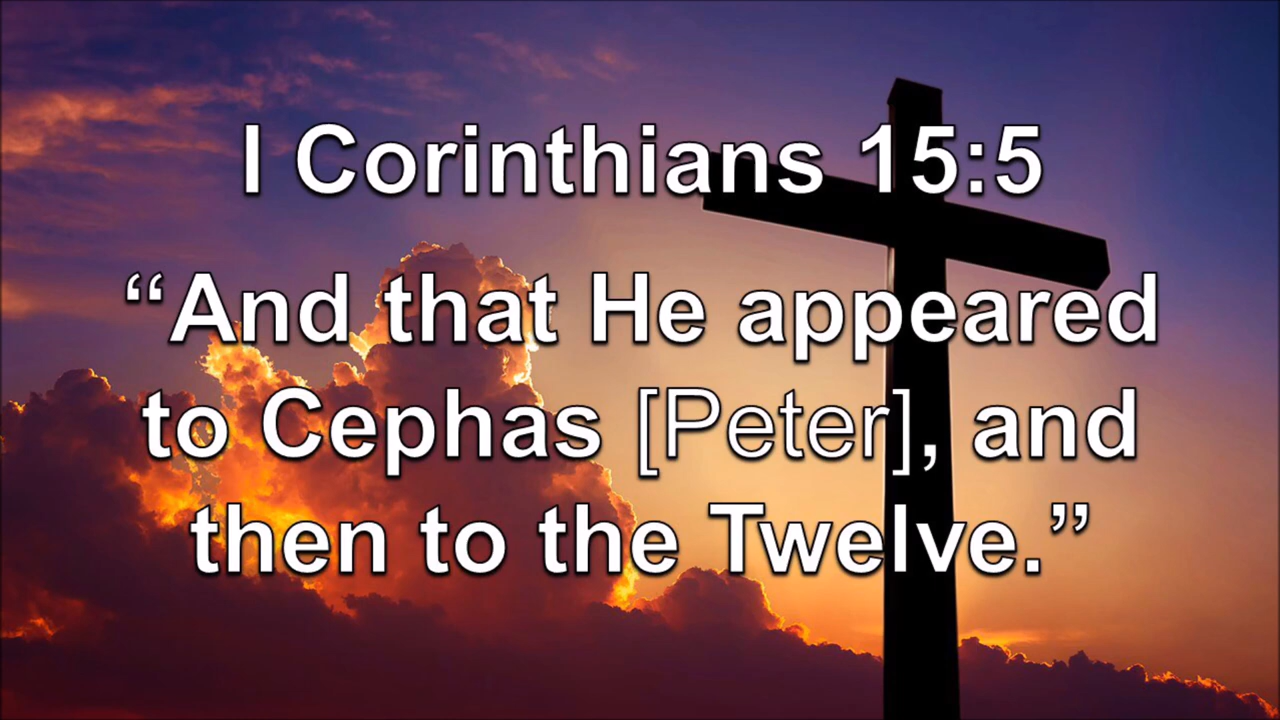 I Corinthians 15:5
“And that He appeared
to Cephas [Peter], and
then to the Twelve.”